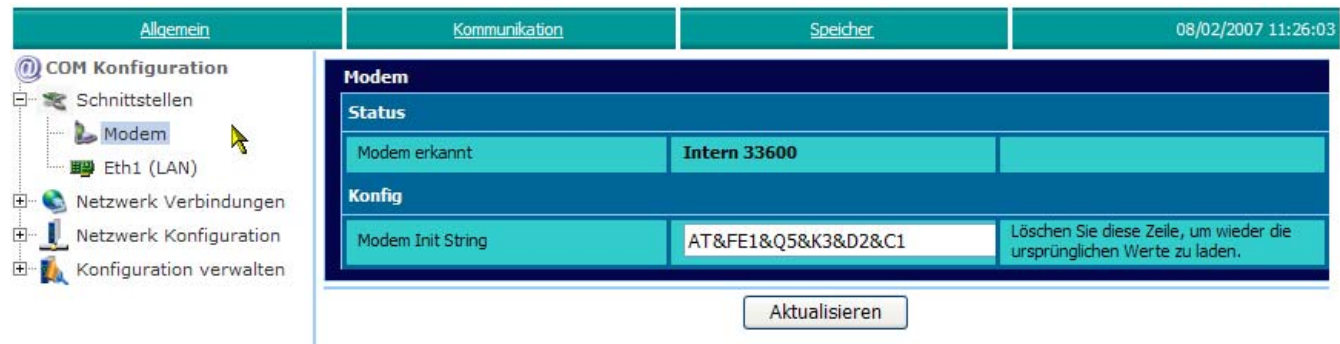 Allgemein
Kommunikation
Speicher
08/02/2007 11:26:03
COM Konfiguration
Schnittstellen
Modem
Eth1 (LAN)
Netzwerk Verbindungen
Netzwerk Konfiguration
Konfiguration verwalten
Modem
Status
Modem erkannt
Intern 33600
Konfig
Modem Init String
AT&FE1&Q5&K3&D2&C1
Löschen Sie diese Zeile, um wieder die
ursprünglichen Werte zu laden.
Aktualisieren